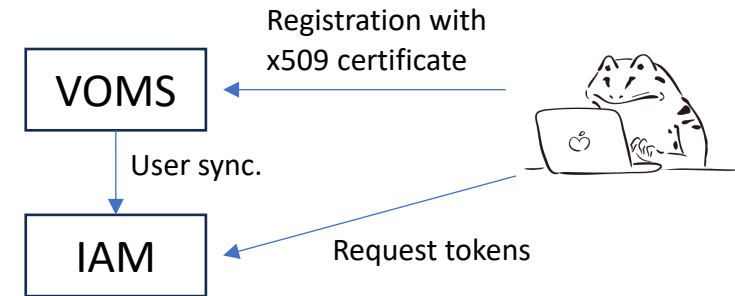 Registration with
x509 certificate
VOMS
User sync.
IAM
Request tokens